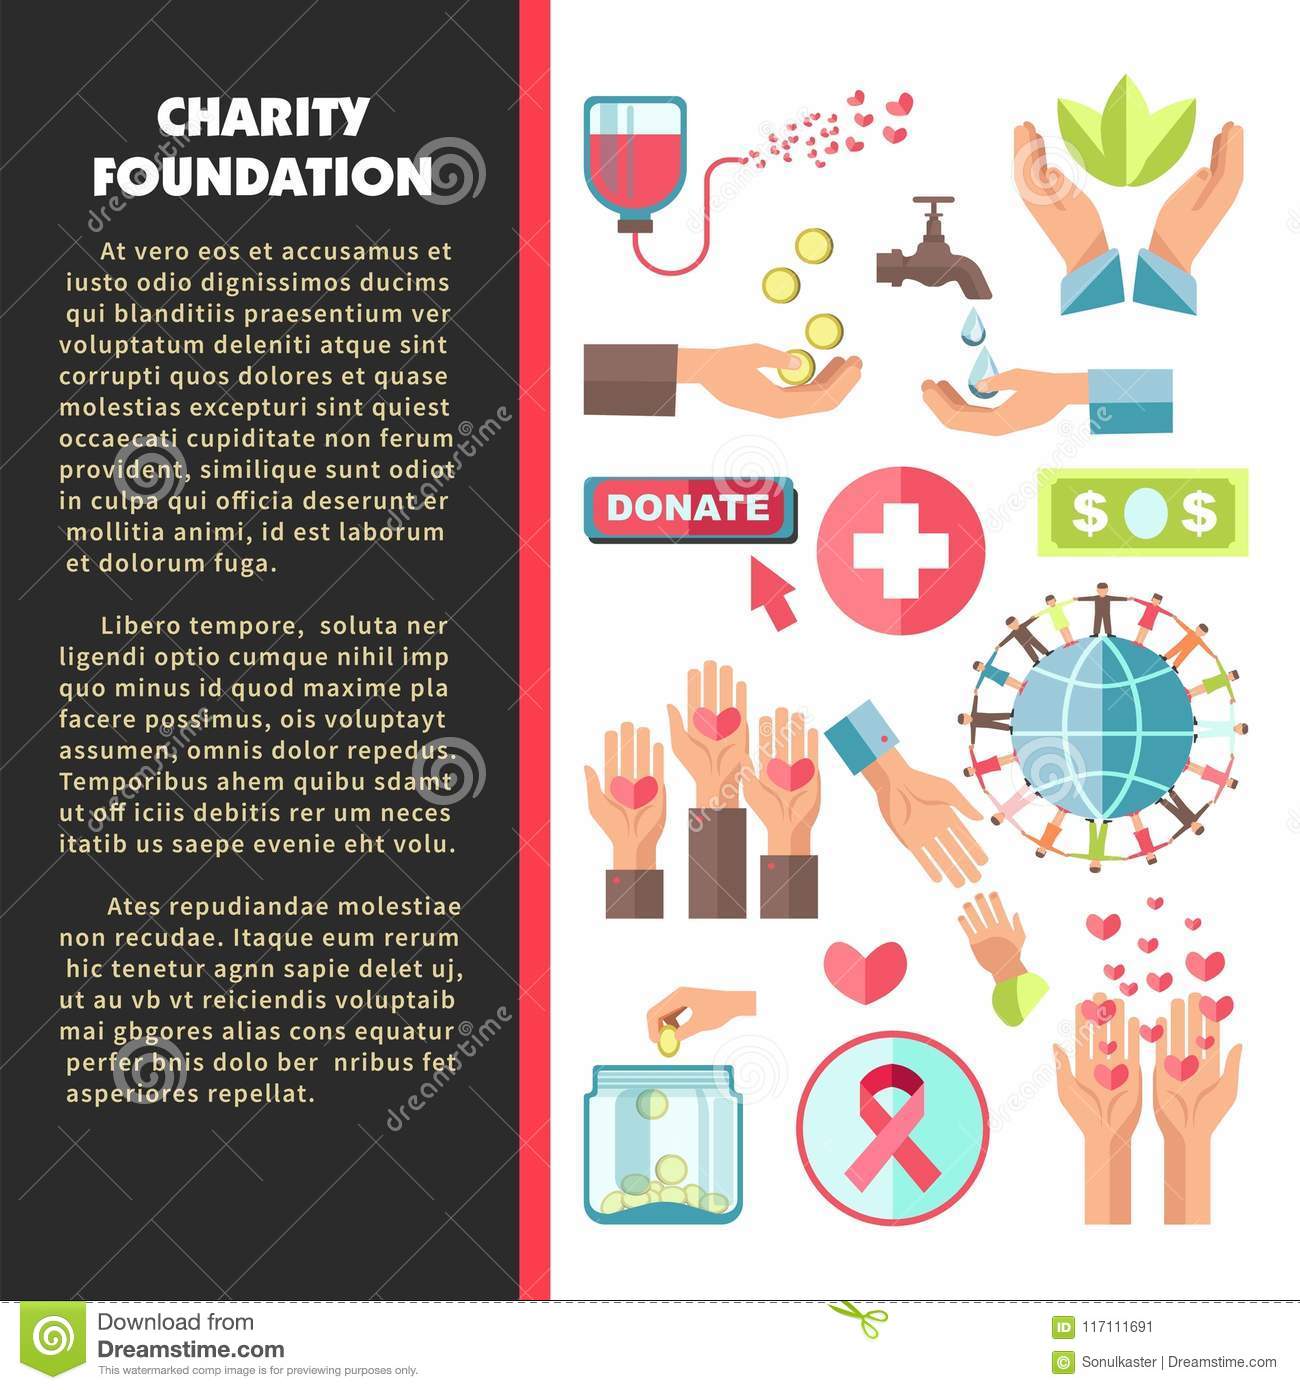 CHARITY
FOUNDATION
At vero eos et accusamus et
iusto odio dignissimos ducims
qui blanditiis praesentium ver
voluptatum deleniti atque sint
corrupti quos dolores et quase
molestias excepturi sint quiest
occaecati cupiditate non ferum
provident, similique sunt odiot
in culpa qui officia deserunt er
mollitia animi, id est laborum
et dolorum fuga.
Libero tempore, soluta ner
ligendi optio cumque nihil imp
quo minus id quod maxime pla
facere possimus, ois voluptayt
assumen, omnis dolor repedus.
Temporibus ahem quibu sdamt
ut off iciis debitis rer um neces
itatib us saepe evenie eht volu.
Ates repudiandae molestiae
non recudae. Itaque eum rerum
hic tenetur agnn sapie delet uj,
ut au vb vt reiciendis voluptaib
mai gbgores alias cons equatur
perfer bnis dolo ber nribus fet
asperiores repellat.
DONATE
$ $
dreamstime
Download from
Dreamstime.com
This watermarked comp image is for previewing purposes only.
ID 117111691
© Sonulkaster | Dreamstime.com